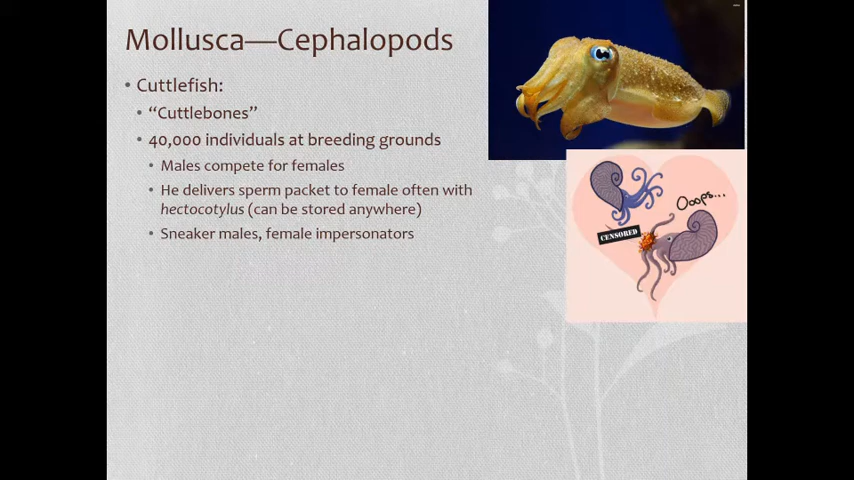 Mollusca—Cephalopods
• Cuttlefish:
• “Cuttlebones”
• 40,000 individuals at breeding grounds
• Males compete for females
• He delivers sperm packet to female often with
hectocotylus (can be stored anywhere)
• Sneaker males, female impersonators
Ooops...
CENSORED